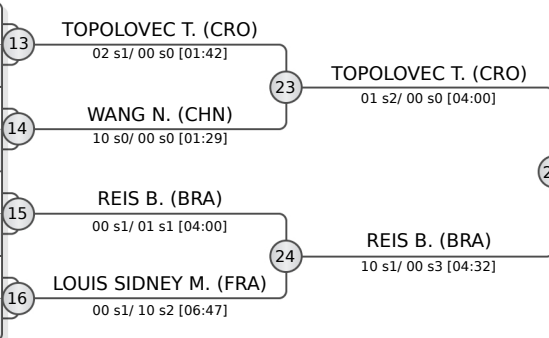 TOPOLOVEC T. (CRO)
13
02 s1/ 00 s0 [01:42]
TOPOLOVEC T. (CRO)
23
01 s2/ 00 s0 [04:00]
WANG N. (CHN)
14
10 s0/ 00 s0 [01:29]
REIS B. (BRA)
15
00 s1/ 01 s1 [04:00]
REIS B. (BRA)
24
10 s1/ 00 s3 [04:32]
LOUIS SIDNEY M. (FRA)
16
00 s1/ 10 s2 [06:47]